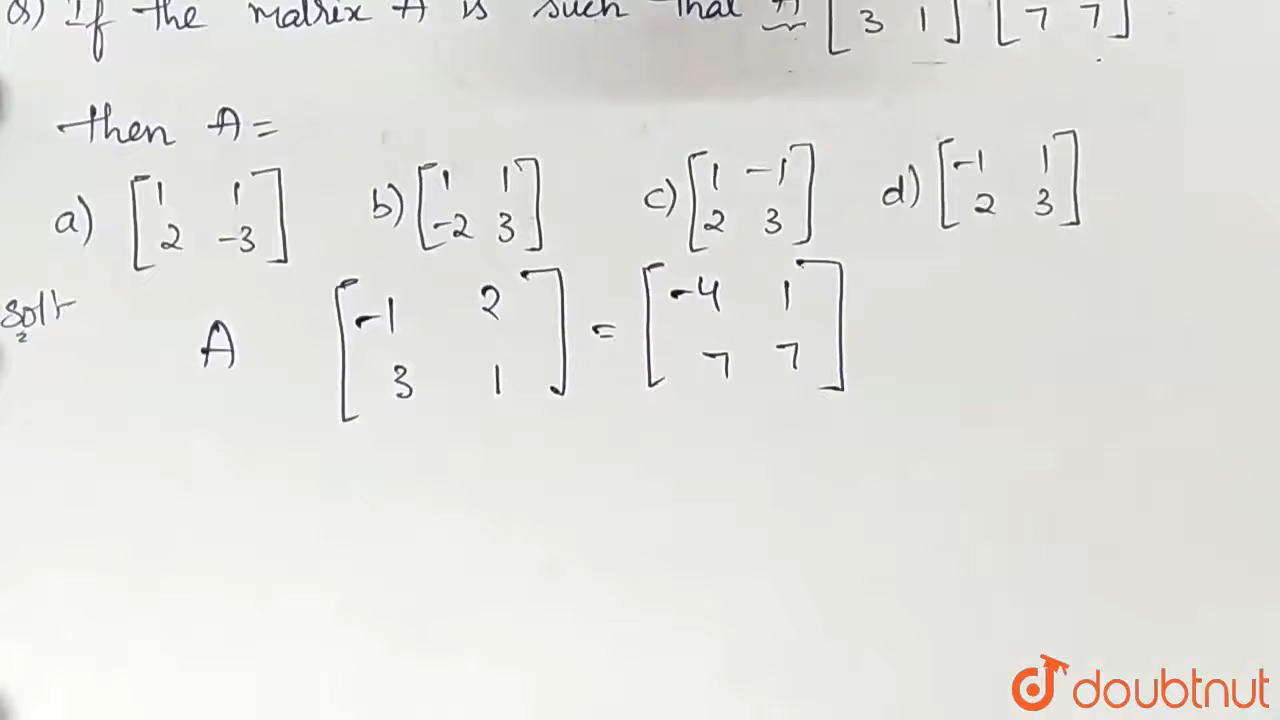 Q) If the matrix A is such that A [ 3 1 ] [ 7 7 ]
then A=
a) [ 1 1 b) [ 1 1 c) [ 1 -1 d) [ -1 1
2 -3 ] -2 3 ] 2 3 ] 2 3 ]
Soln A [ -1 2 = [ -4 1
3 1 ] 7 7 ]
doubtnut